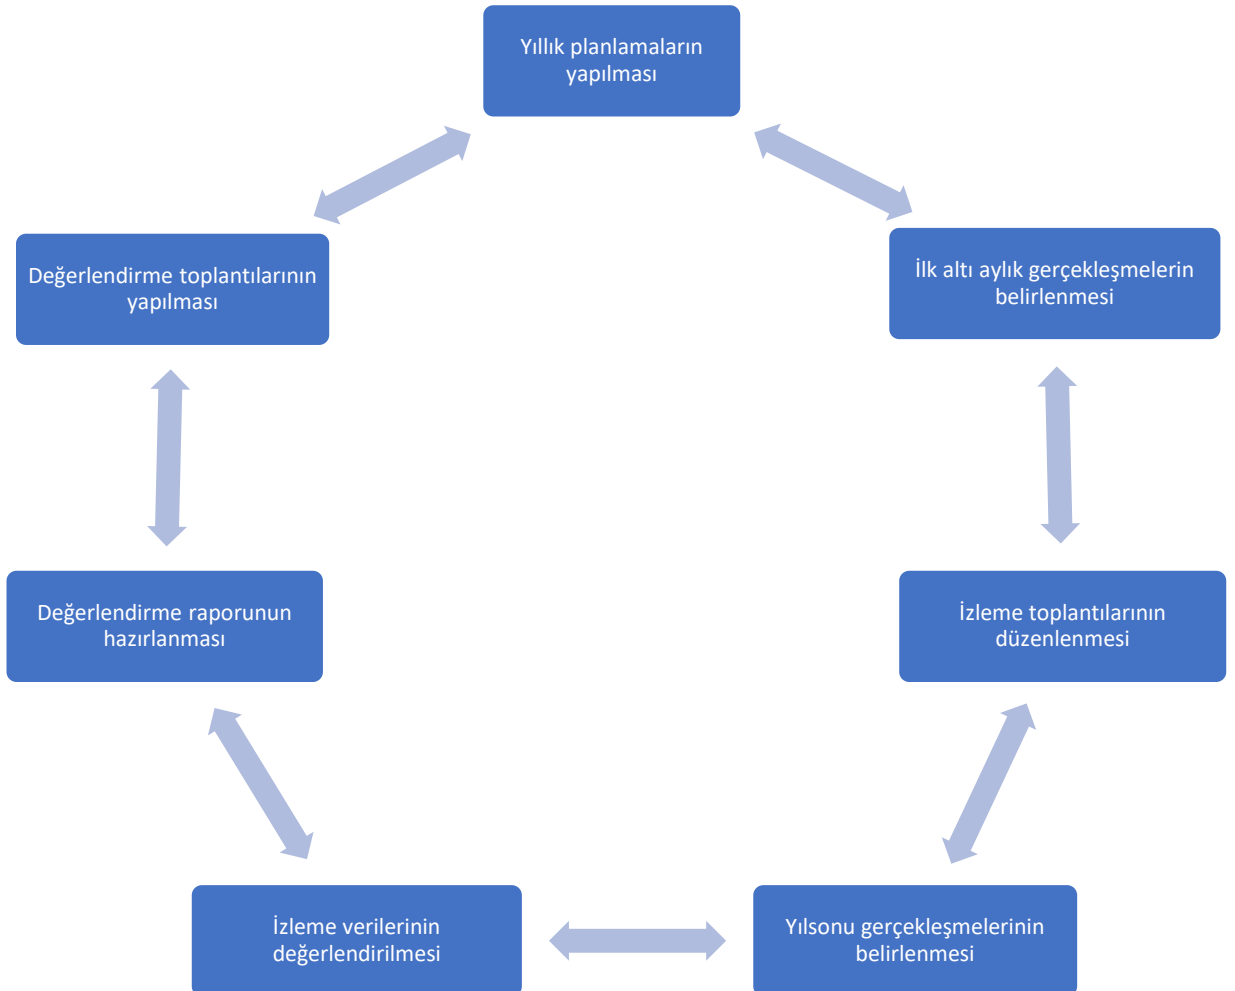 Yıllık planlamaların
yapılması
İlk altı aylık gerçekleşmelerin
belirlenmesi
İzleme toplantılarının
düzenlenmesi
Yılsonu gerçekleşmelerinin
belirlenmesi
İzleme verilerinin
değerlendirilmesi
Değerlendirme raporunun
hazırlanması
Değerlendirme toplantılarının
yapılması